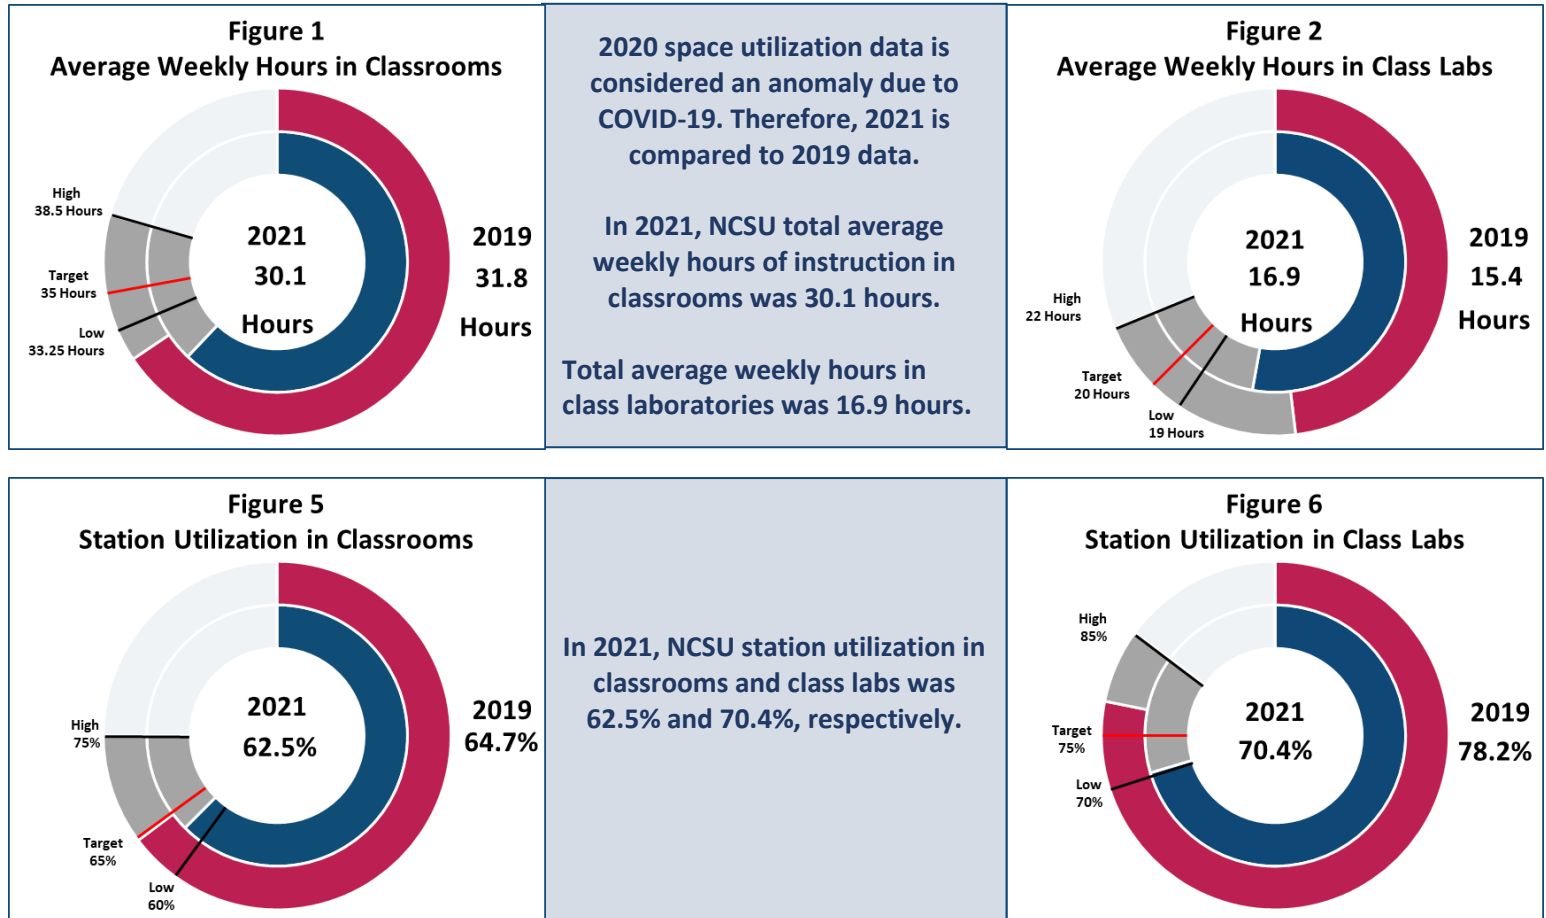 Figure 1
Average Weekly Hours in Classrooms
High
38.5 Hours
Target
35 Hours
Low
33.25 Hours
2021
30.1
Hours
2019
31.8
Hours
2020 space utilization data is
considered an anomaly due to
COVID-19. Therefore, 2021 is
compared to 2019 data.
In 2021, NCSU total average
weekly hours of instruction in
classrooms was 30.1 hours.
Total average weekly hours in
class laboratories was 16.9 hours.
Figure 2
Average Weekly Hours in Class Labs
High
22 Hours
Target
20 Hours
Low
19 Hours
2021
16.9
Hours
2019
15.4
Hours
Figure 5
Station Utilization in Classrooms
High
75%
Target
65%
Low
60%
2021
62.5%
2019
64.7%
In 2021, NCSU station utilization in
classrooms and class labs was
62.5% and 70.4%, respectively.
Figure 6
Station Utilization in Class Labs
High
85%
Target
75%
Low
70%
2021
70.4%
2019
78.2%